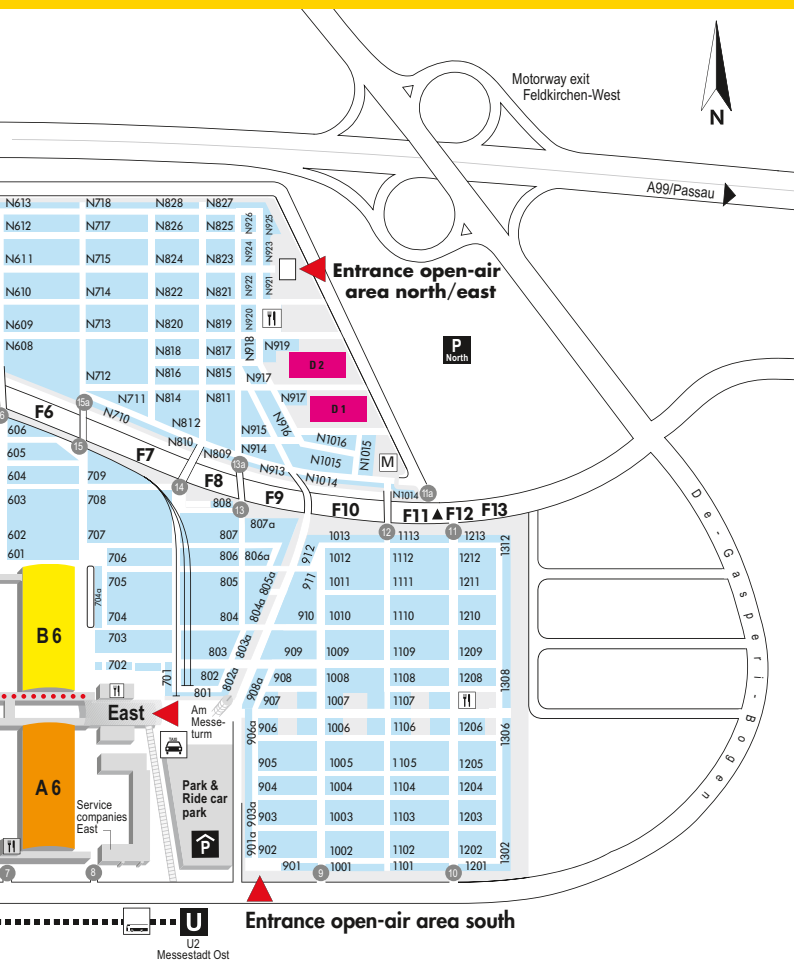 Motorway exit
Feldkirchen-West
N
A99/Passau
N613 N718 N828 N827
N612 N717 N826 N825 N926 N925
N611 N715 N824 N823 N924 N923
Entrance open-air
area north/east
N610 N714 N822 N821 N922 N921
N609 N713 N820 N819 N920
N608 N818 N817 N918 N919
P
North
D 2
N712 N816 N815 N917
N711 N814 N811 N917
D 1
15a
6 F6 N710 N812 N916
606 N810 N915 N1016
15 F7 N809 N914 N1015 N1015
605 13a N913 M
604 709 14 F8 N1014 N1014 11a
603 708 808 13 F9 F10 F11 F12 F13
807a 12 11
602 707 807 912 1013 1113 1213 1312
601 706 806 806a 1012 1112 1212
704a 705 805 805a 911 1011 1111 1211
704 804 804a 910 1010 1110 1210
B 6
703 803 803a 909 1009 1109 1209
702 701 802 802a 908 1008 1108 1208 1308
801 908a 907 1007 1107
East
Am
Messe-
turm
906a 906 1006 1106 1206 1306
TAXI
905 1005 1105 1205
A 6
Park &
Ride car
park
P
904 1004 1104 1204
Service
companies
East
903a 903 1003 1103 1203
901a 902 1002 1102 1202 1302
901 1001 1101 1201
7 8 9 10
De-Gasperi-Bogen
Entrance open-air area south
U
U2
Messestadt Ost